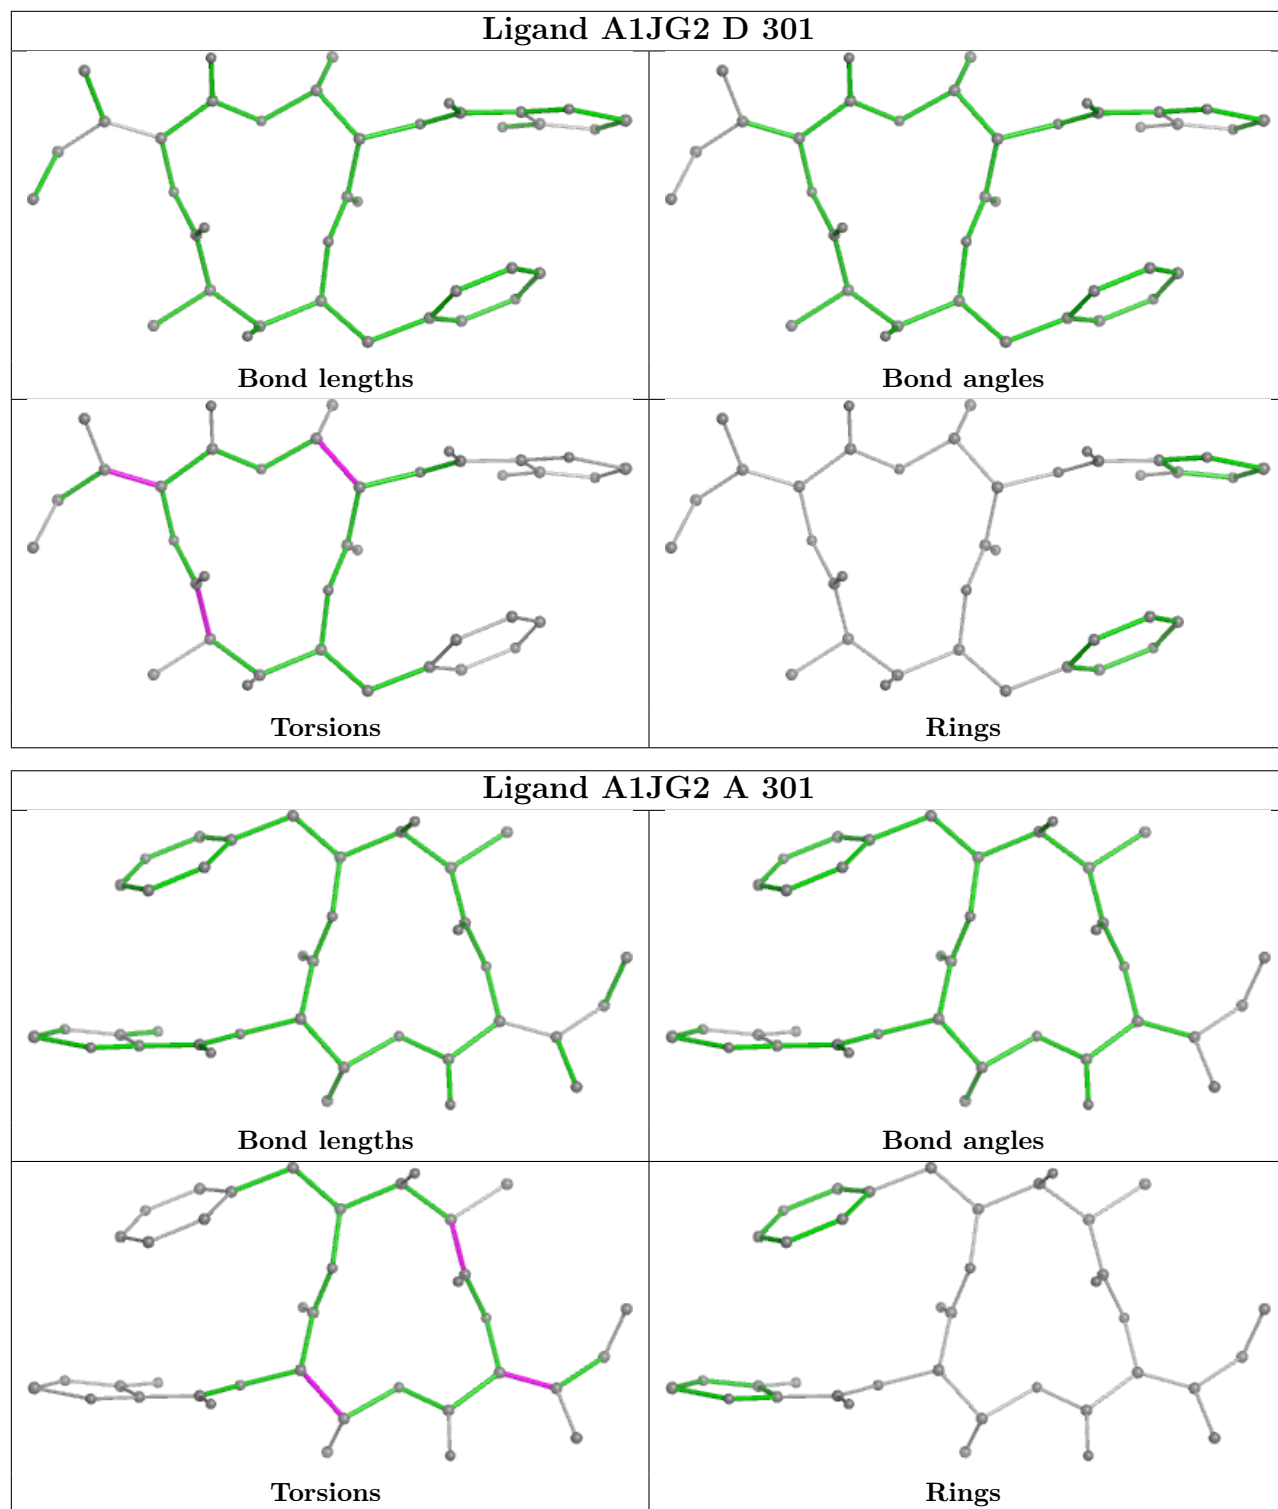 Ligand A1JG2 D 301
Bond lengths
Bond angles
Torsions
Rings
Ligand A1JG2 A 301
Bond lengths
Bond angles
Torsions
Rings